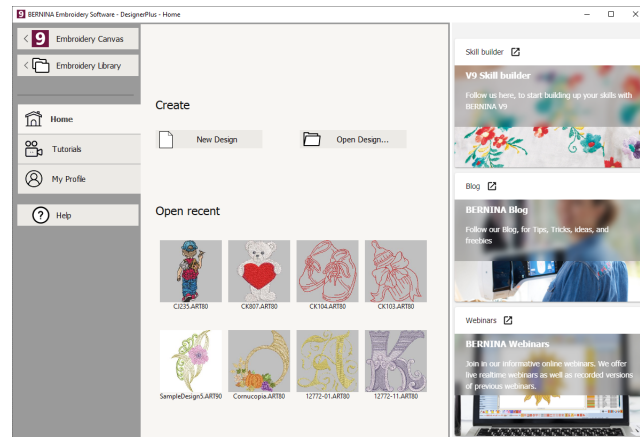 9 BERNINA Embroidery Software - DesignerPlus - Home
9 Embroidery Canvas
Embroidery Library
Home
Tutorials
My Profile
? Help
Create
New Design
Open Design...
Open recent
CJ235.ART80
CK807.ART80
CK104.ART80
CK103.ART80
SampleDesign5.ART90
Cornucopia.ART80
12772-01.ART80
12772-11.ART80
Skill builder
V9 Skill builder
Follow us here, to start building up your skills with
BERNINA V9
Blog
BERNINA Blog
Follow our Blog, for Tips, Tricks, ideas, and
freebies
Webinars
BERNINA Webinars
Join in our informative online webinars. We offer
live realtime webinars as well as recorded versions
of previous webinars.